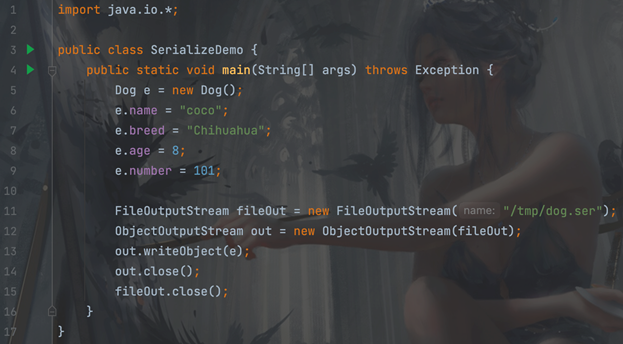 1 import java.io.*;
2
3 public class SerializeDemo {
4 public static void main(String[] args) throws Exception {
5 Dog e = new Dog();
6 e.name = "coco";
7 e.breed = "Chihuahua";
8 e.age = 8;
9 e.number = 101;
10
11 FileOutputStream fileOut = new FileOutputStream( name: "/tmp/dog.ser");
12 ObjectOutputStream out = new ObjectOutputStream(fileOut);
13 out.writeObject(e);
14 out.close();
15 fileOut.close();
16 }
17 }